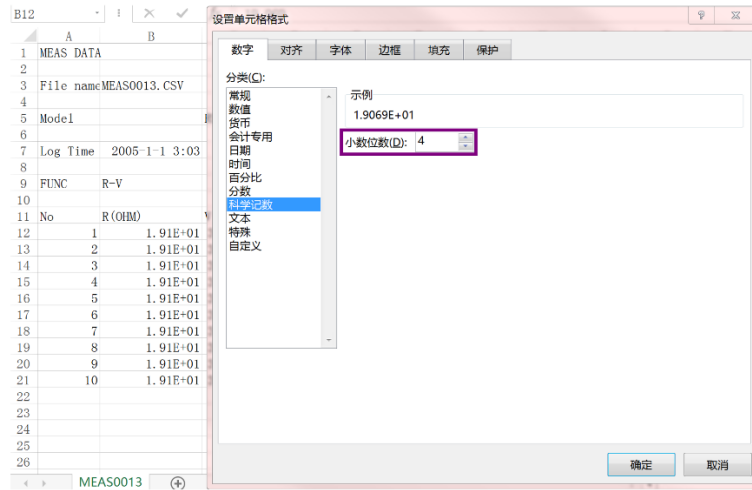 B12
设置单元格格式
数字 对齐 字体 边框 填充 保护
分类(C):
常规
数值
货币
会计专用
日期
时间
百分比
分数
科学记数
文本
特殊
自定义
示例
1.9069E+01
小数位数(D): 4
确定 取消
A B
1 MEAS DATA
2
3 File name MEAS0013.CSV
4
5 Model
6
7 Log Time 2005-1-1 3:03
8
9 FUNC R-V
10
11 No R(OHM)
12 1 1.91E+01
13 2 1.91E+01
14 3 1.91E+01
15 4 1.91E+01
16 5 1.91E+01
17 6 1.91E+01
18 7 1.91E+01
19 8 1.91E+01
20 9 1.91E+01
21 10 1.91E+01
22
23
24
25
26
MEAS0013